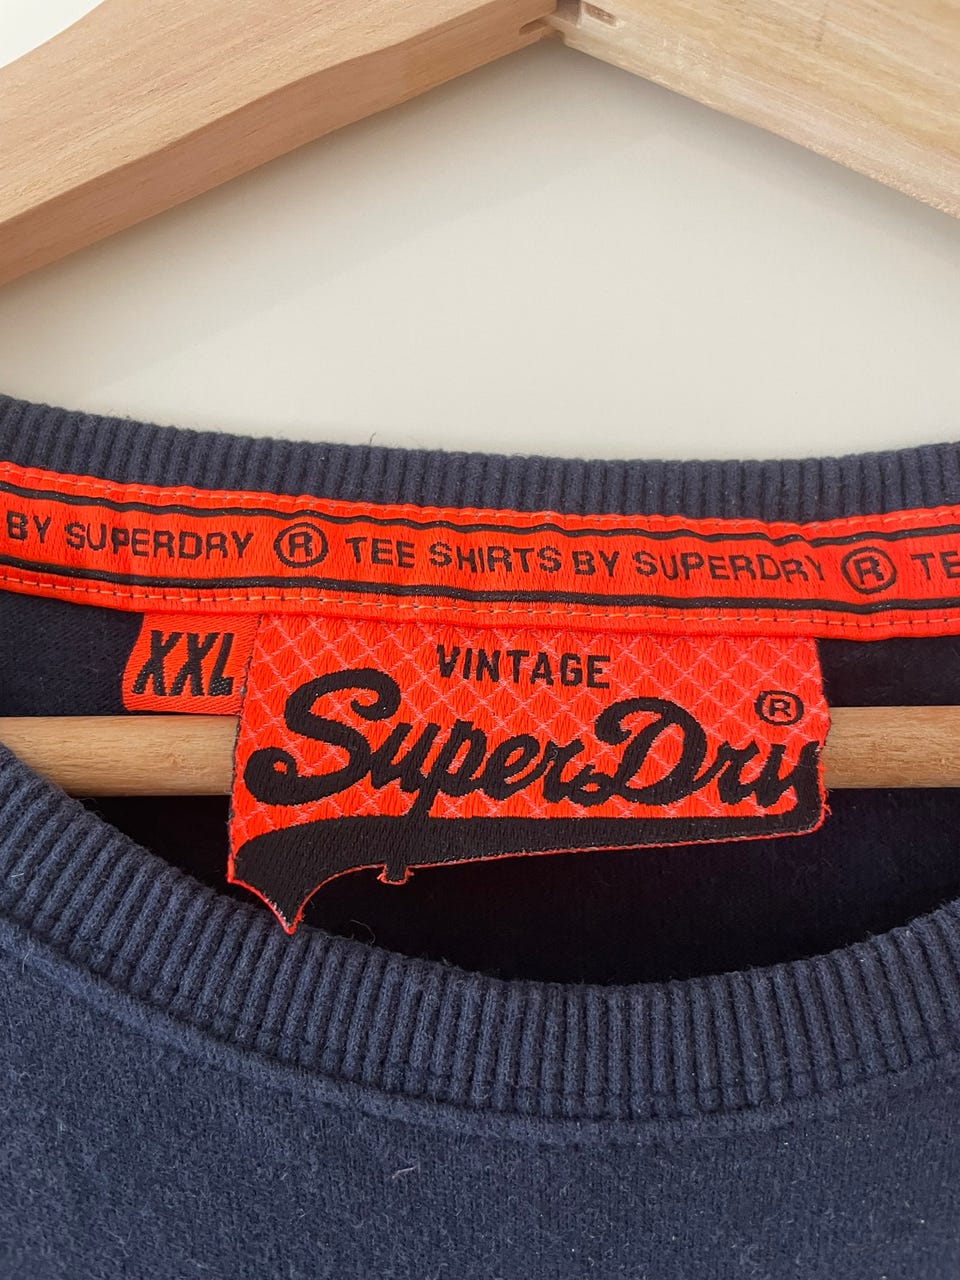 BY SUPERDRY ® TEE SHIRTS BY SUPERDRY ® TE
XXL
VINTAGE
SuperDry ®